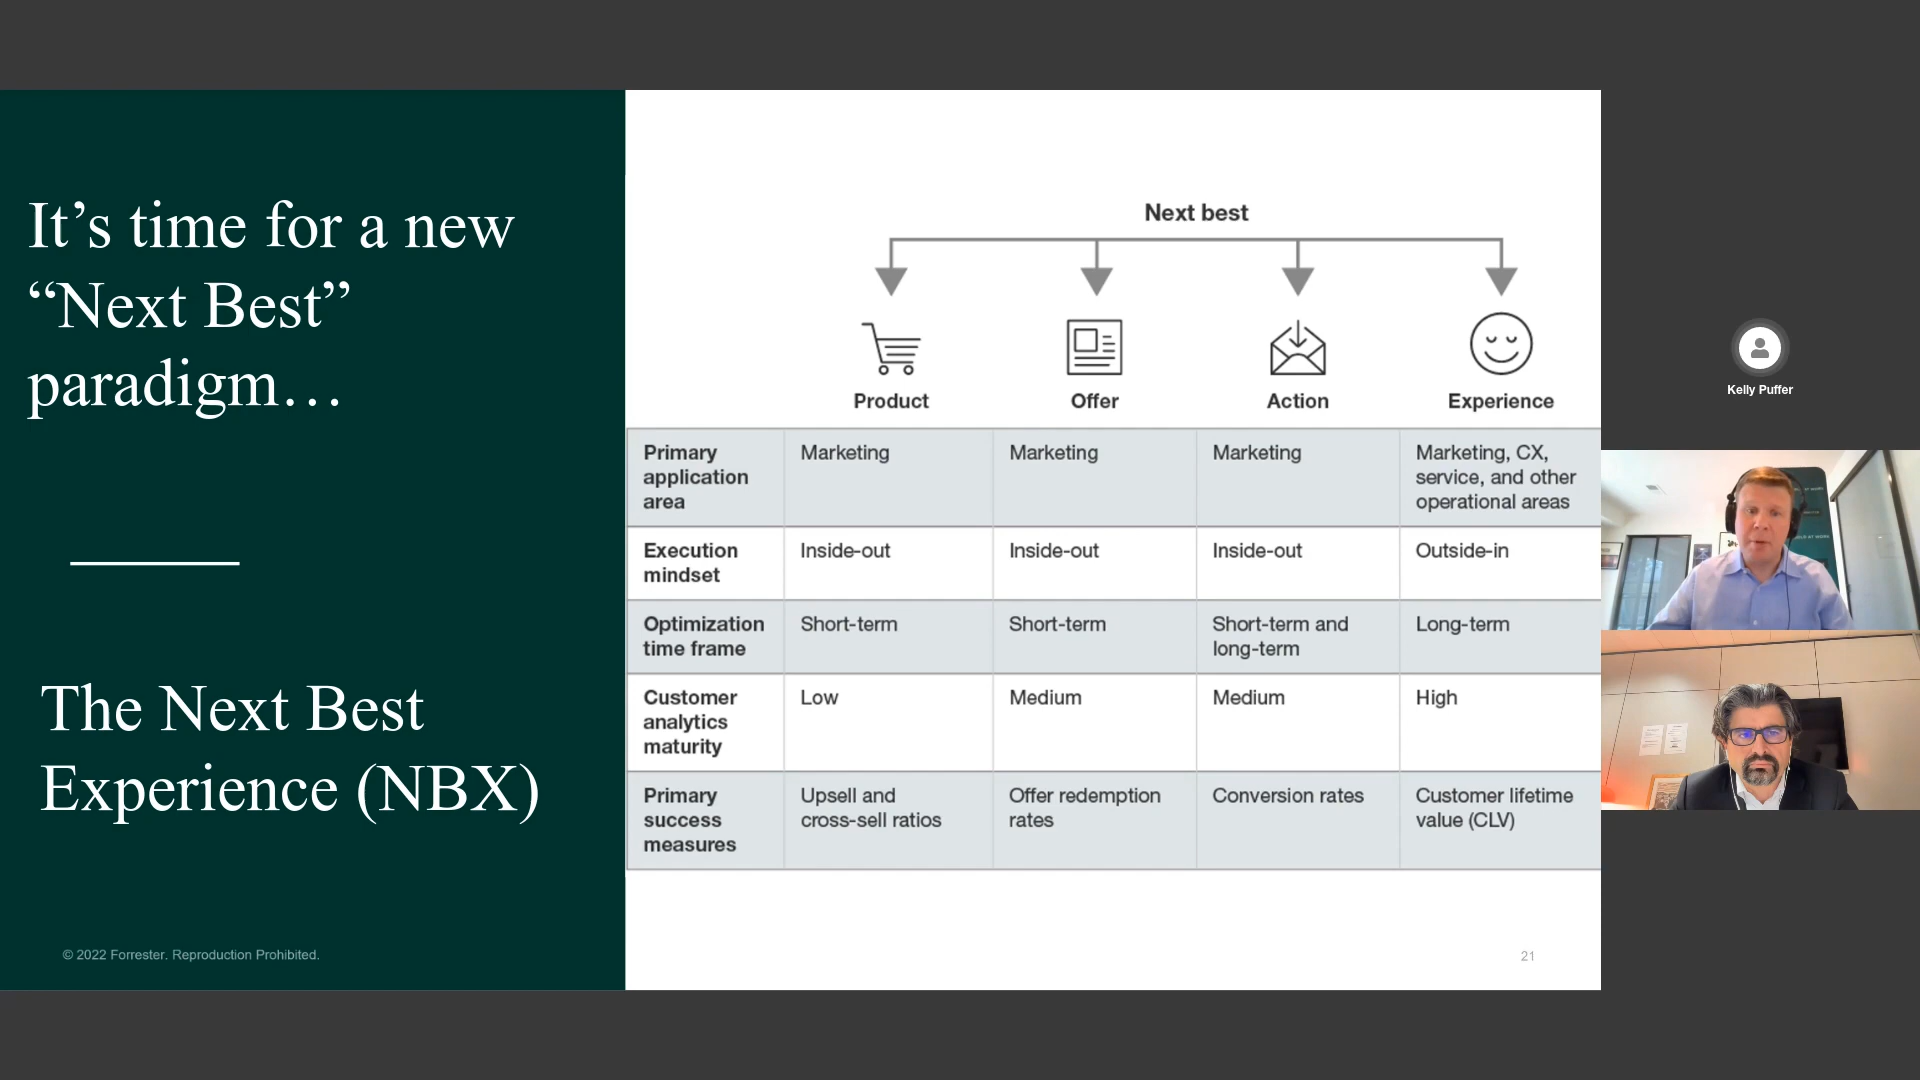 It’s time for a new
“Next Best”
paradigm…
The Next Best
Experience (NBX)
© 2022 Forrester. Reproduction Prohibited.
Next best
Product Offer Action Experience
Primary application area
Marketing
Marketing
Marketing
Marketing, CX,
service, and other
operational areas
Execution
mindset
Inside-out
Inside-out
Inside-out
Outside-in
Optimization
time frame
Short-term
Short-term
Short-term and
long-term
Long-term
Customer
analytics
maturity
Low
Medium
Medium
High
Primary
success
measures
Upsell and
cross-sell ratios
Offer redemption
rates
Conversion rates
Customer lifetime
value (CLV)
21
Kelly Puffer